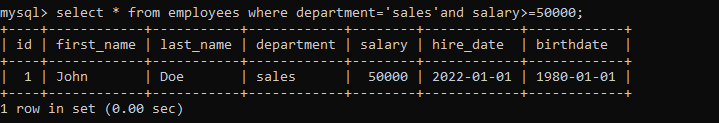 mysql> select * from employees where department='sales'and salary>=50000;
+----+------------+-----------+------------+--------+------------+------------+
| id | first_name | last_name | department | salary | hire_date  | birthdate  |
+----+------------+-----------+------------+--------+------------+------------+
|  1 | John       | Doe       | sales      |  50000 | 2022-01-01 | 1980-01-01 |
+----+------------+-----------+------------+--------+------------+------------+
1 row in set (0.00 sec)